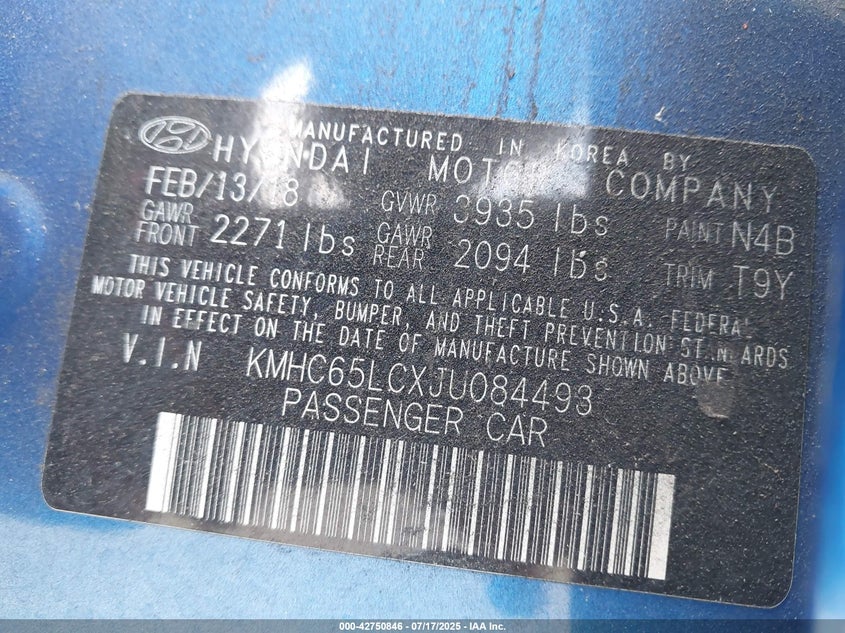 MANUFACTURED IN KOREA BY
HYUNDAI MOTOR COMPANY
FEB/13/18 GVWR 3935 lbs PAINT N4B
GAWR FRONT 2271 lbs GAWR REAR 2094 lbs TRIM T9Y
THIS VEHICLE CONFORMS TO ALL APPLICABLE U.S.A. FEDERAL
MOTOR VEHICLE SAFETY, BUMPER, AND THEFT PREVENTION STANDARDS
IN EFFECT ON THE DATE OF MANUFACTURE SHOWN ABOVE.
V.I.N KMHC65LCXJU084493
PASSENGER CAR
000-42750846 - 07/17/2025 - IAA Inc.